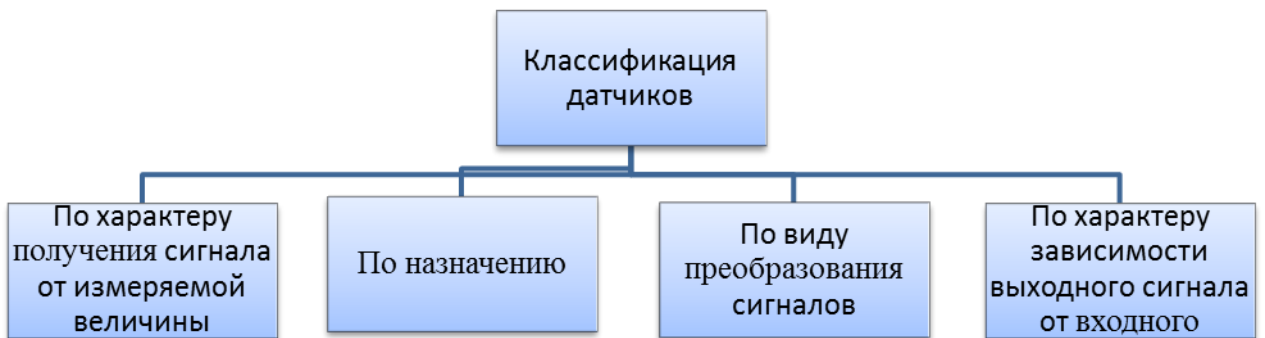 Классификация
датчиков
По характеру
получения сигнала
от измеряемой
величины
По назначению
По виду
преобразования
сигналов
По характеру
зависимости
выходного сигнала
от входного